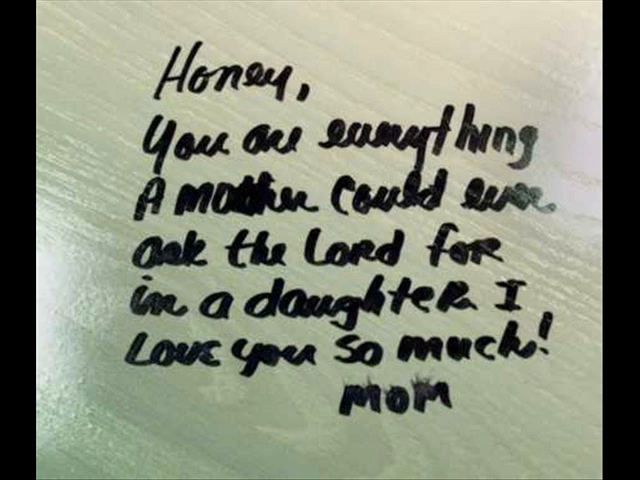 Honey,
You are everything
A mother could ever
ask the Lord for
in a daughter I
Love you so much!
MOM